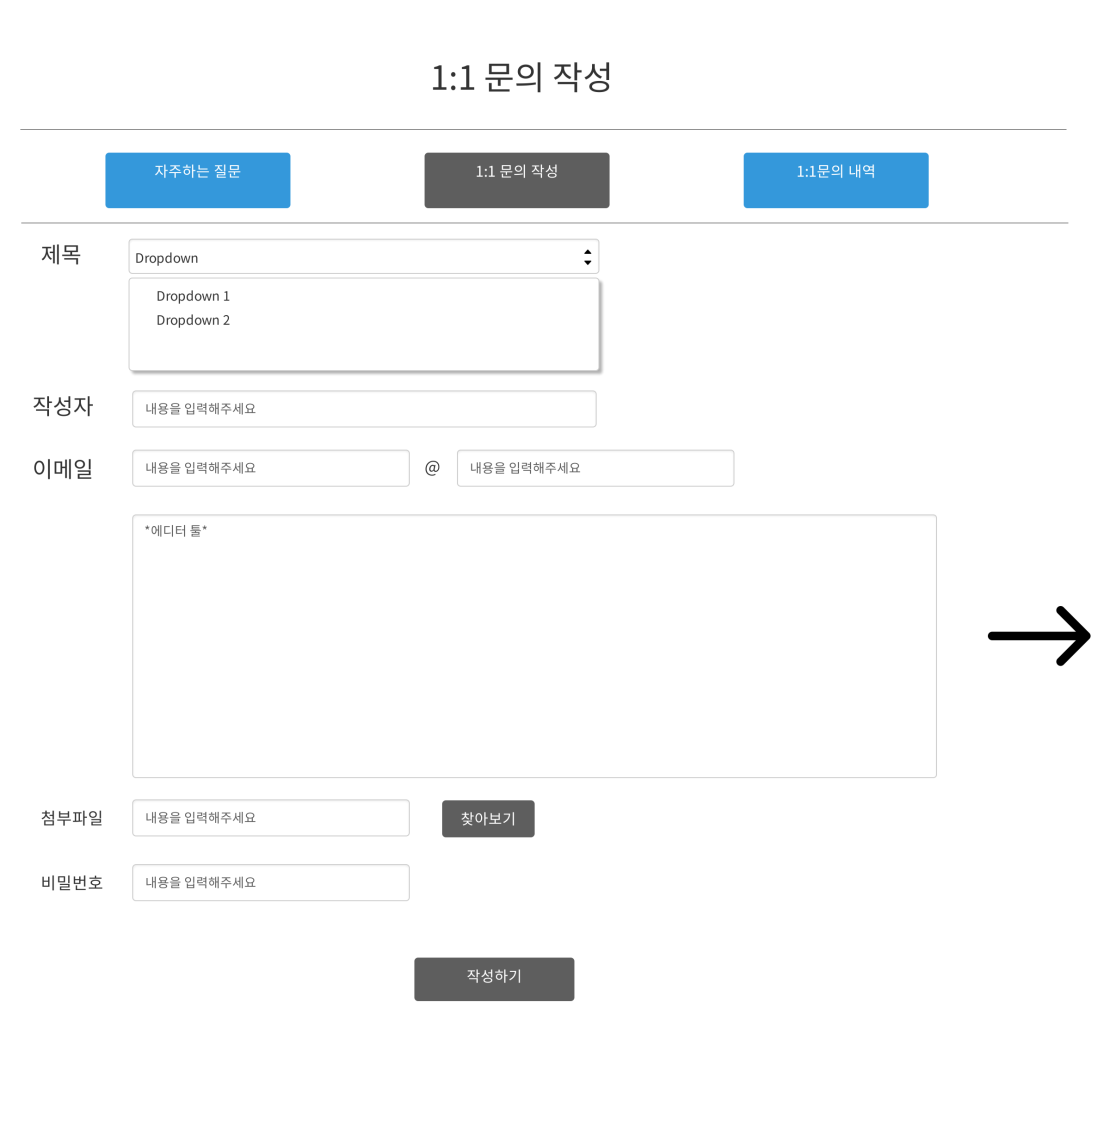 1:1 문의 작성
자주하는 질문
1:1 문의 작성
1:1문의 내역
제목
Dropdown
Dropdown 1
Dropdown 2
작성자
내용을 입력해주세요
이메일
내용을 입력해주세요
@
내용을 입력해주세요
*에디터 툴*
첨부파일
내용을 입력해주세요
찾아보기
비밀번호
내용을 입력해주세요
작성하기